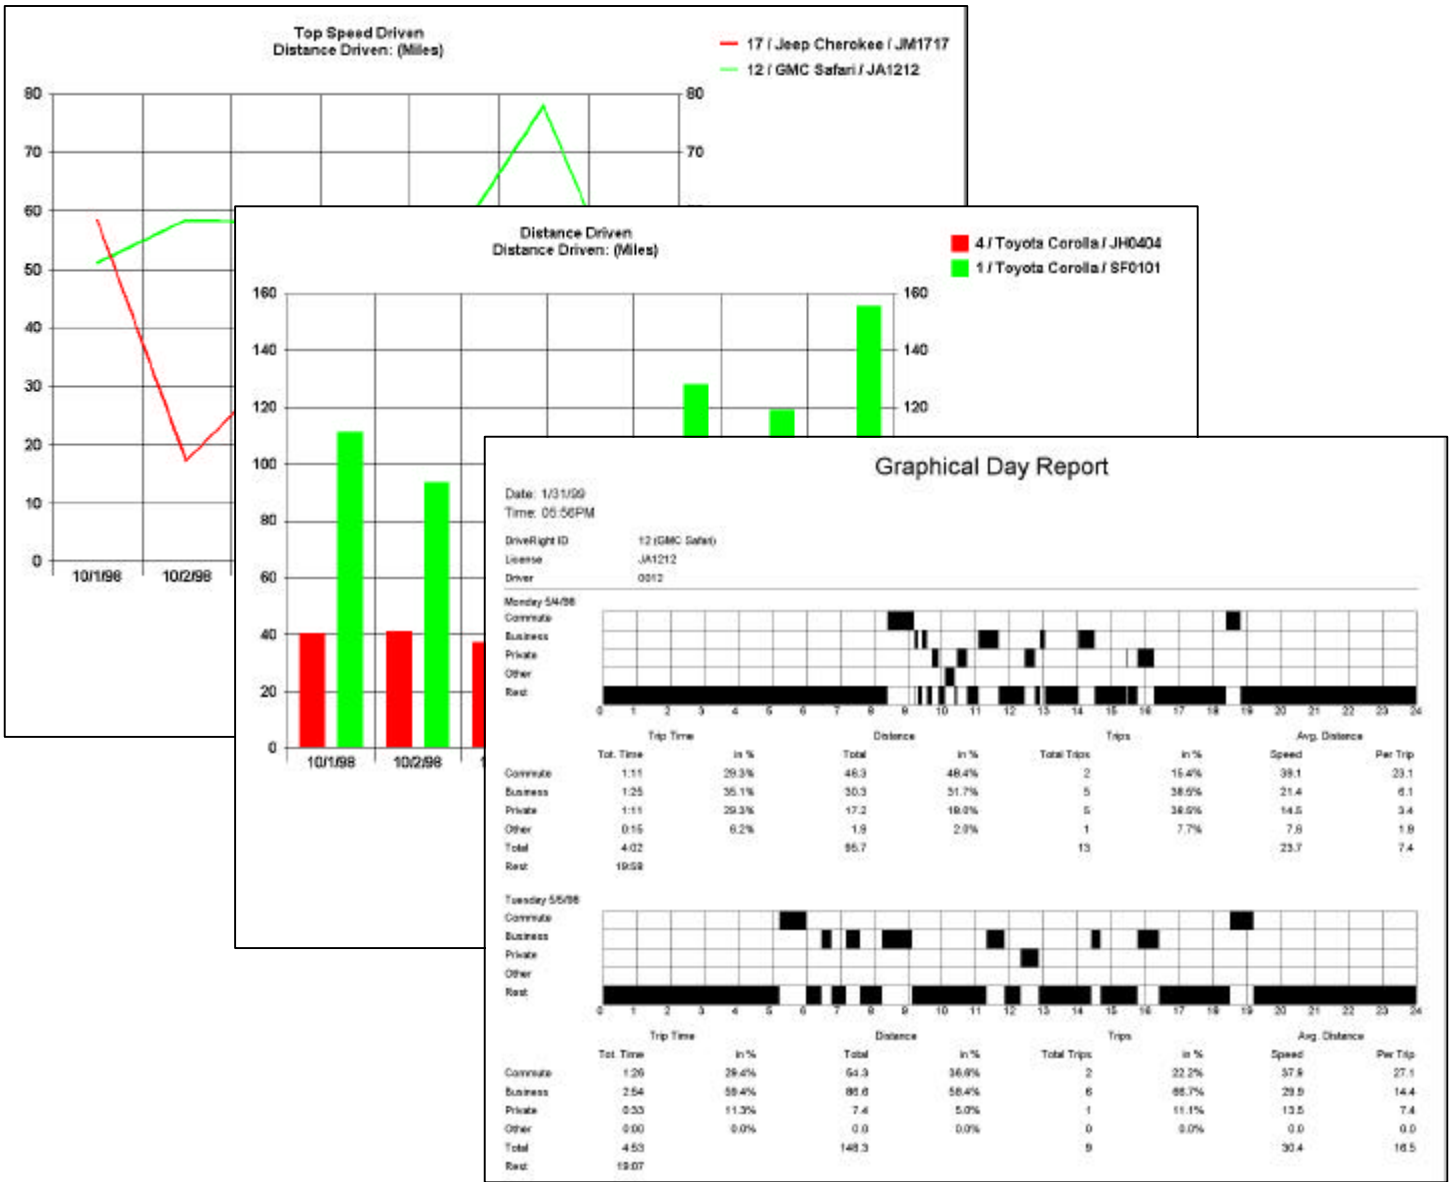 Top Speed Driven
Distance Driven: (Miles)
17 / Jeep Cherokee / JM1717
12 / GMC Safari / JA1212
80 80
70 70
60
50
40
30
20
10
0
10/1/98 10/2/98
Distance Driven
Distance Driven: (Miles)
4 / Toyota Corolla / JH0404
1 / Toyota Corolla / SF0101
160 160
140 140
120 120
100
80
60
40
20
0
10/1/98 10/2/98
Graphical Day Report
Date: 1/31/99
Time: 05:56PM
DriveRight ID 12 (GMC Safari)
License JA1212
Driver 0012
Monday 5/4/98
Commute
Business
Private
Other
Rest
0 1 2 3 4 5 6 7 8 9 10 11 12 13 14 15 16 17 18 19 20 21 22 23 24
Trip Time Distance Trips Avg. Distance
Tot. Time in % Total in % Total Trips in % Speed Per Trip
Commute 1:11 29.3% 46.3 48.4% 2 15.4% 39.1 23.1
Business 1:25 35.1% 30.3 31.7% 5 38.5% 21.4 6.1
Private 1:11 29.3% 17.2 18.0% 5 38.5% 14.5 3.4
Other 0:15 6.2% 1.9 2.0% 1 7.7% 7.6 1.9
Total 4:02 95.7 13 23.7 7.4
Rest 19:58
Tuesday 5/5/98
Commute
Business
Private
Other
Rest
0 1 2 3 4 5 6 7 8 9 10 11 12 13 14 15 16 17 18 19 20 21 22 23 24
Trip Time Distance Trips Avg. Distance
Tot. Time in % Total in % Total Trips in % Speed Per Trip
Commute 1:26 29.4% 54.3 36.6% 2 22.2% 37.9 27.1
Business 2:54 59.4% 86.6 58.4% 6 66.7% 29.9 14.4
Private 0:33 11.3% 7.4 5.0% 1 11.1% 13.5 7.4
Other 0:00 0.0% 0.0 0.0% 0 0.0% 0.0 0.0
Total 4:53 148.3 9 30.4 16.5
Rest 19:07